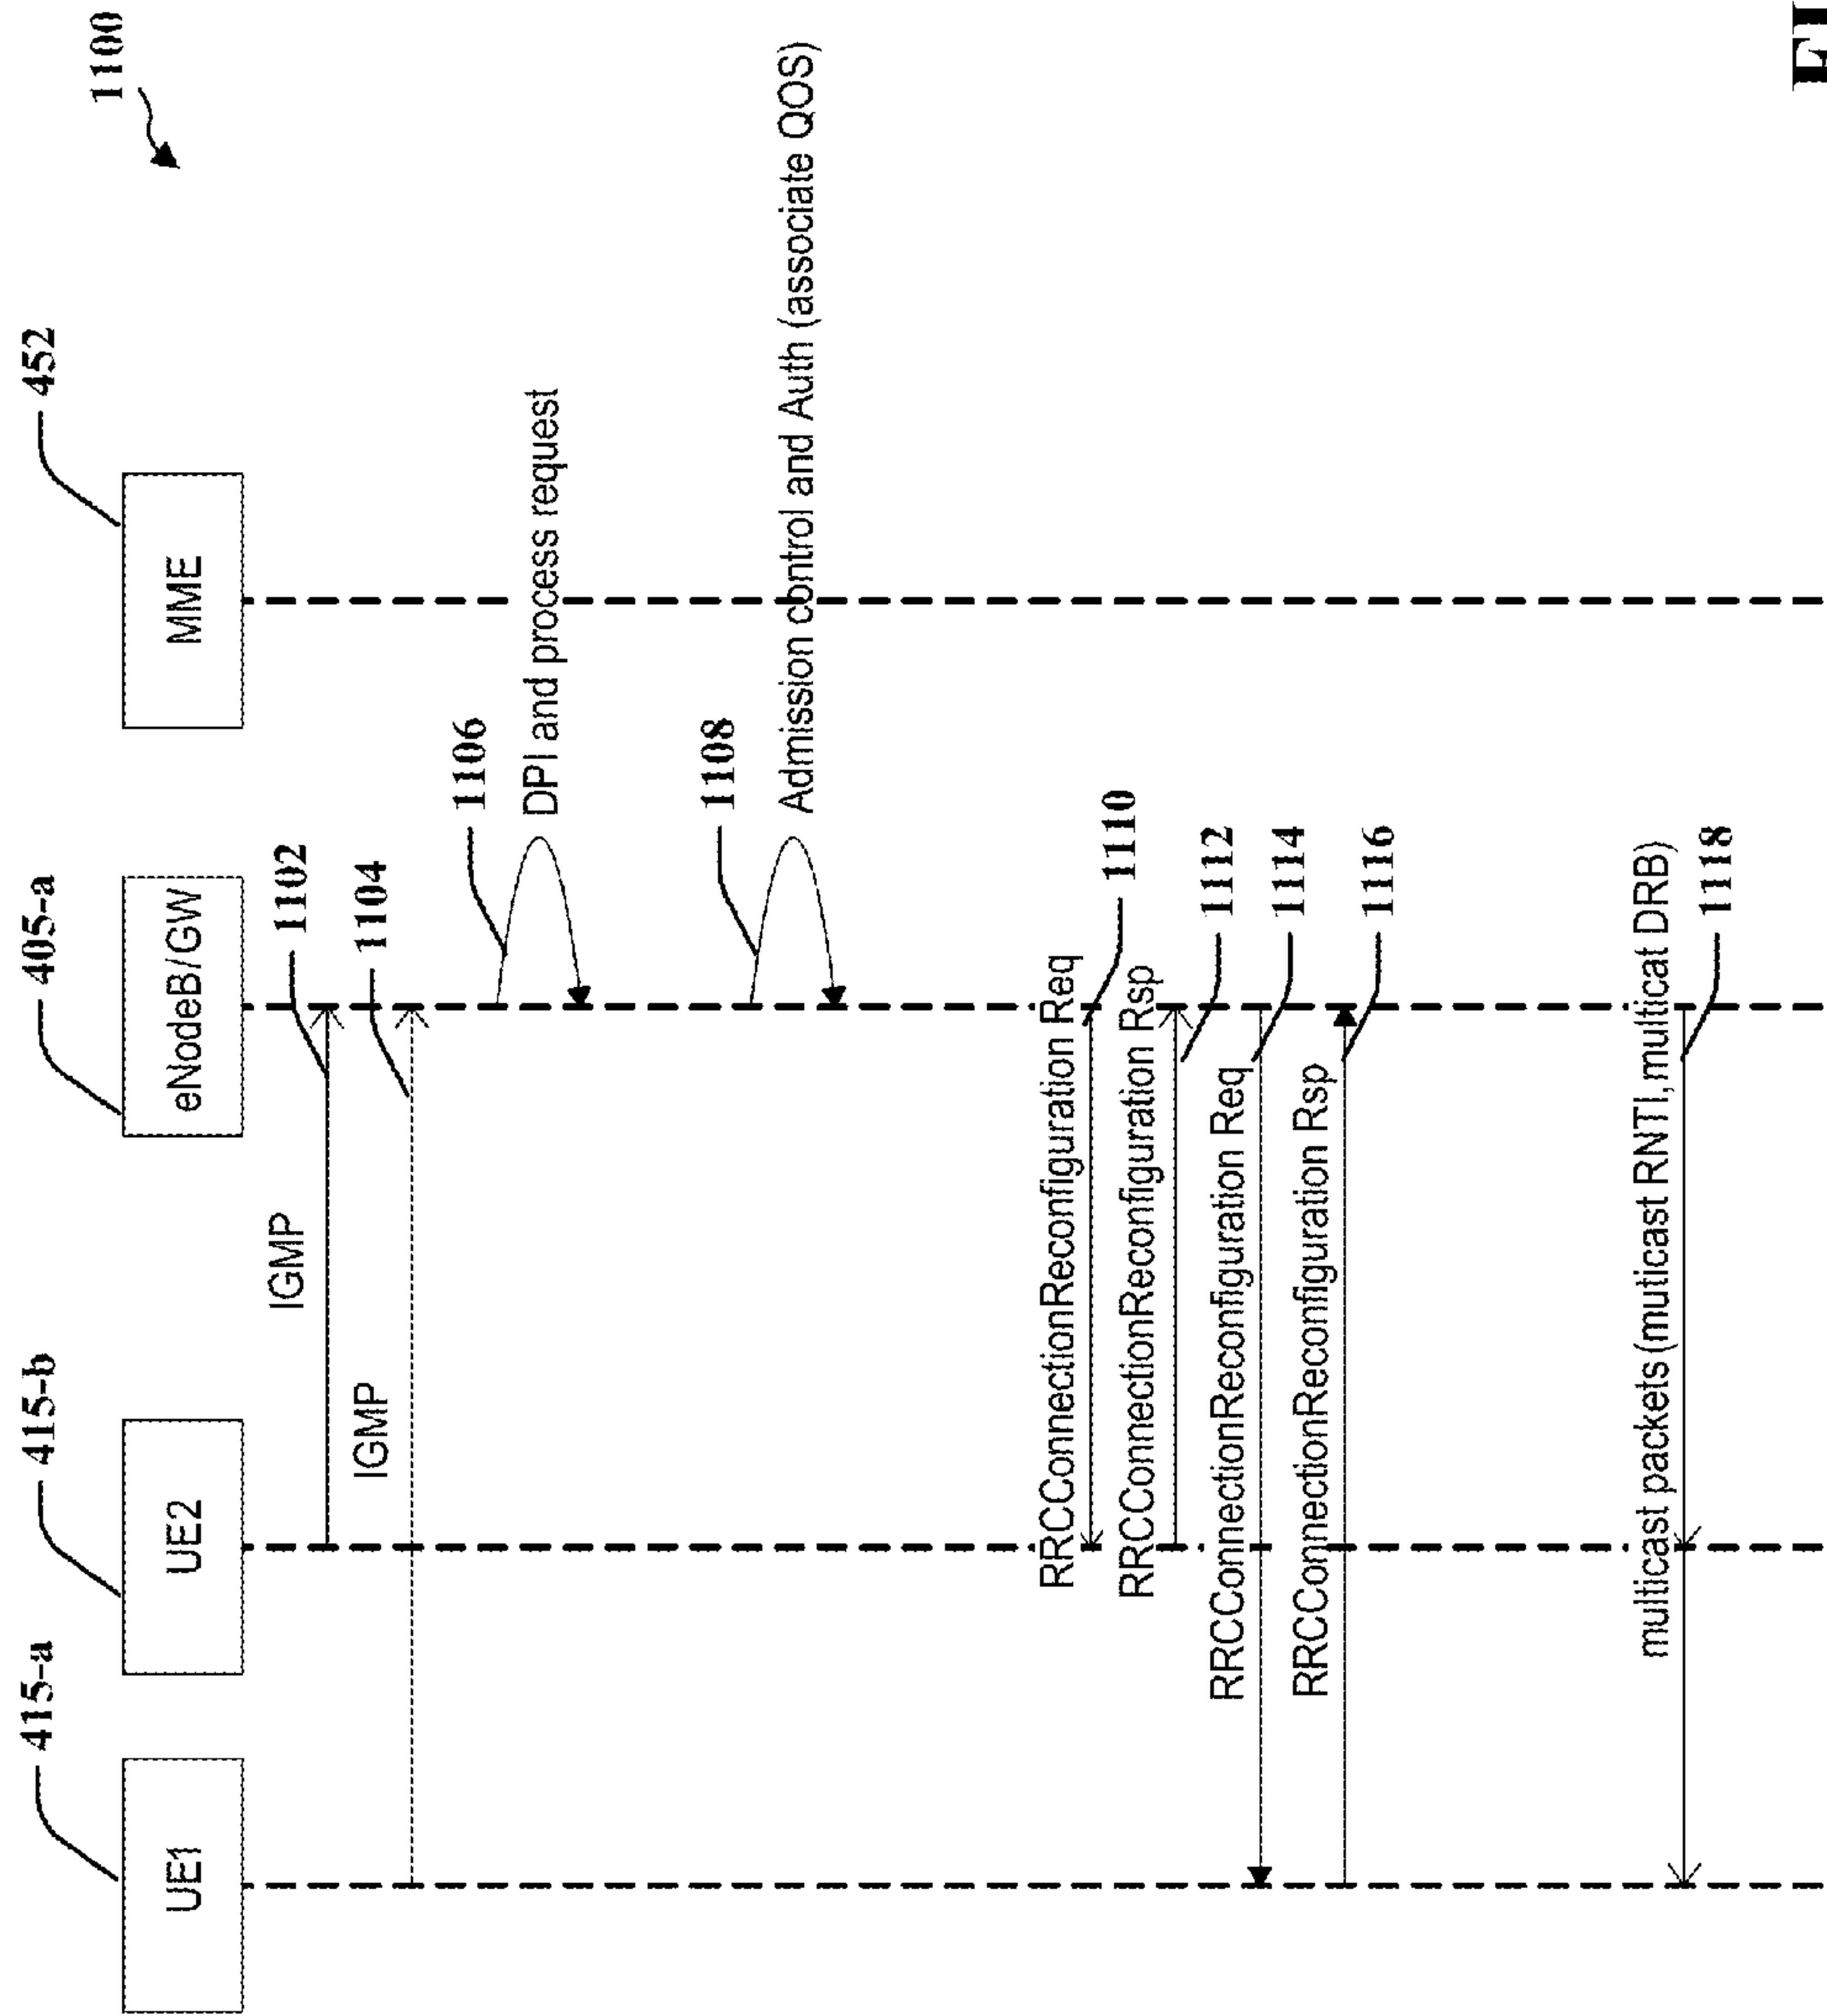 1100
415-a
415-b
405-a
452
UE1
UE2
eNodeB/GW
MME
IGMP
1102
IGMP
1104
1106
DPI and process request
1108
Admission control and Auth (associate QOS)
RRCConnectionReconfiguration Req
1110
RRCConnectionReconfiguration Rsp
1112
RRCConnectionReconfiguration Req
1114
RRCConnectionReconfiguration Rsp
1116
multicast packets (muticast RNTI, multicat DRB)
1118